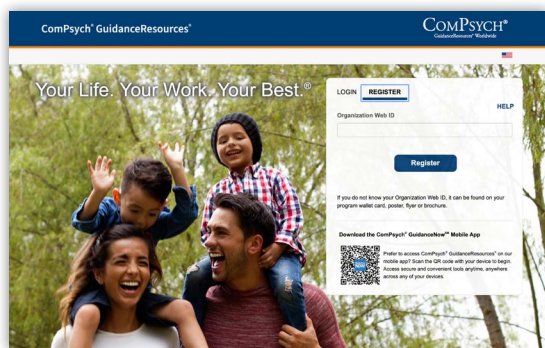 ComPsych® GuidanceResources®
COMPSYCH®
GuidanceResources® Worldwide
Your Life. Your Work. Your Best.®
LOGIN REGISTER
HELP
Organization Web ID
Register
If you do not know your Organization Web ID, it can be found on your
program wallet card, poster, flyer or brochure.
Download the ComPsych® GuidanceNow℠ Mobile App
Prefer to access ComPsych® GuidanceResources® on our
mobile app? Scan the QR code with your device to begin.
Access secure and convenient tools anytime, anywhere
across any of your devices.